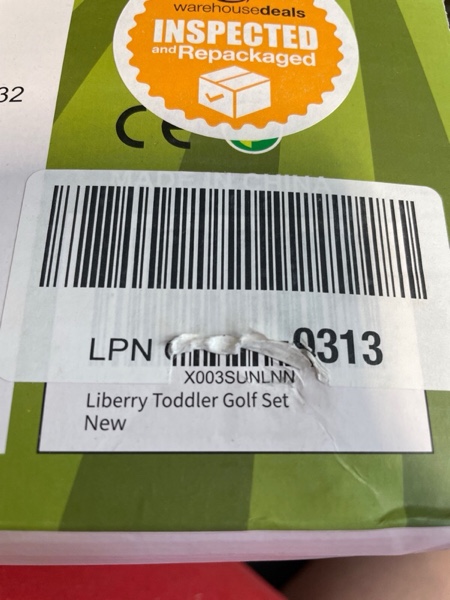 warehousedeals
INSPECTED
and Repackaged
32
CE
MADE IN CHINA
LPN
0313
X003SUNLNN
Liberry Toddler Golf Set
New